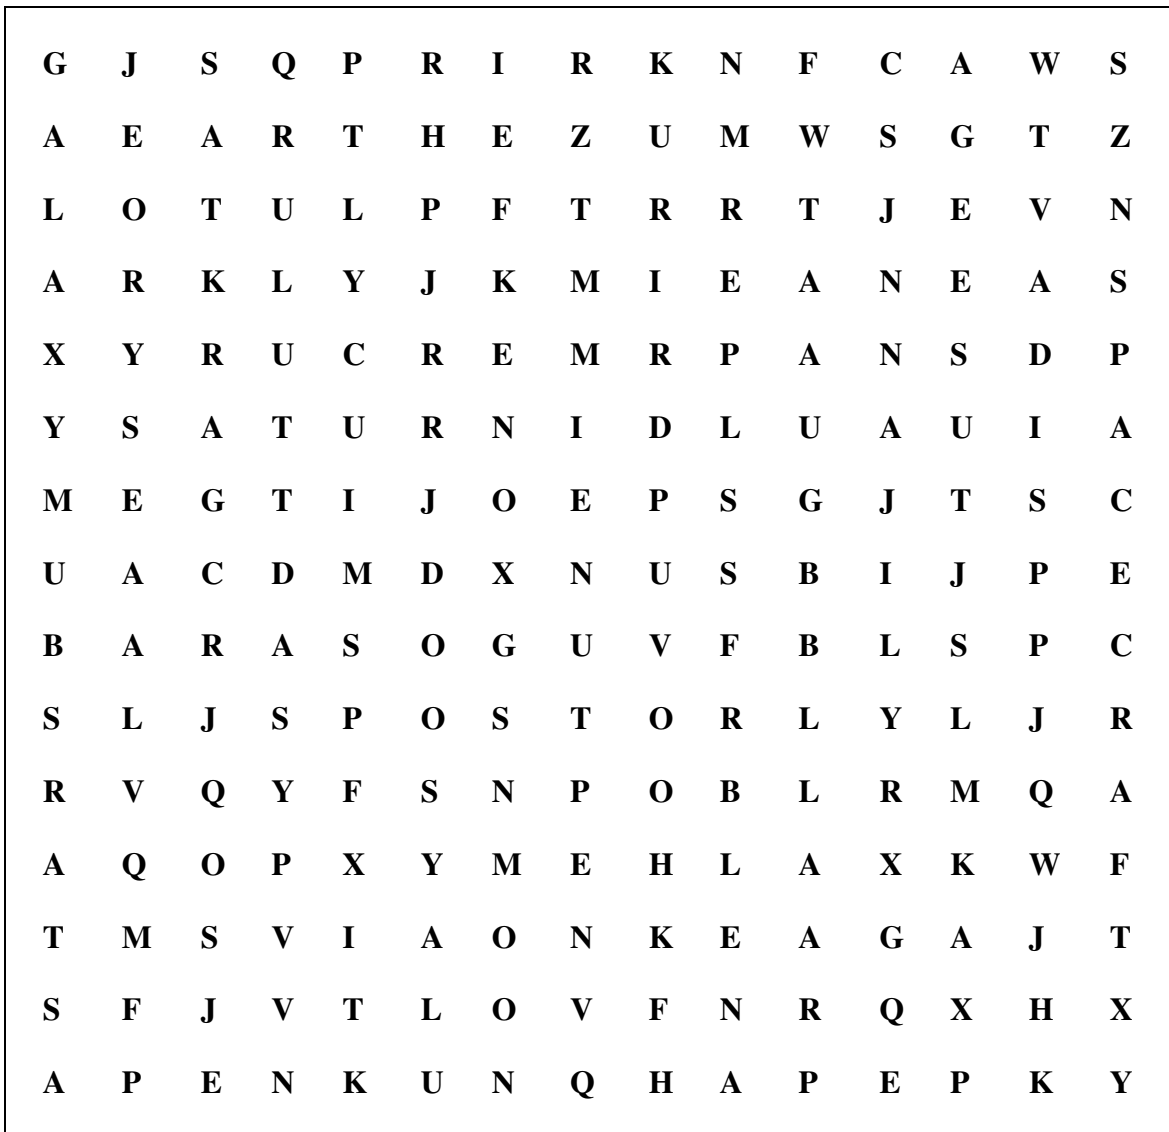 G J S Q P R I R K N F C A W S
A E A R T H E Z U M W S G T Z
L O T U L P F T R R T J E V N
A R K L Y J K M I E A N E A S
X Y R U C R E M R P A N S D P
Y S A T U R N I D L U A U I A
M E G T I J O E P S G J T S C
U A C D M D X N U S B I J P E
B A R A S O G U V F B L S P C
S L J S P O S T O R L Y L J R
R V Q Y F S N P O B L R M Q A
A Q O P X Y M E H L A X K W F
T M S V I A O N K E A G A J T
S F J V T L O V F N R Q X H X
A P E N K U N Q H A P E P K Y